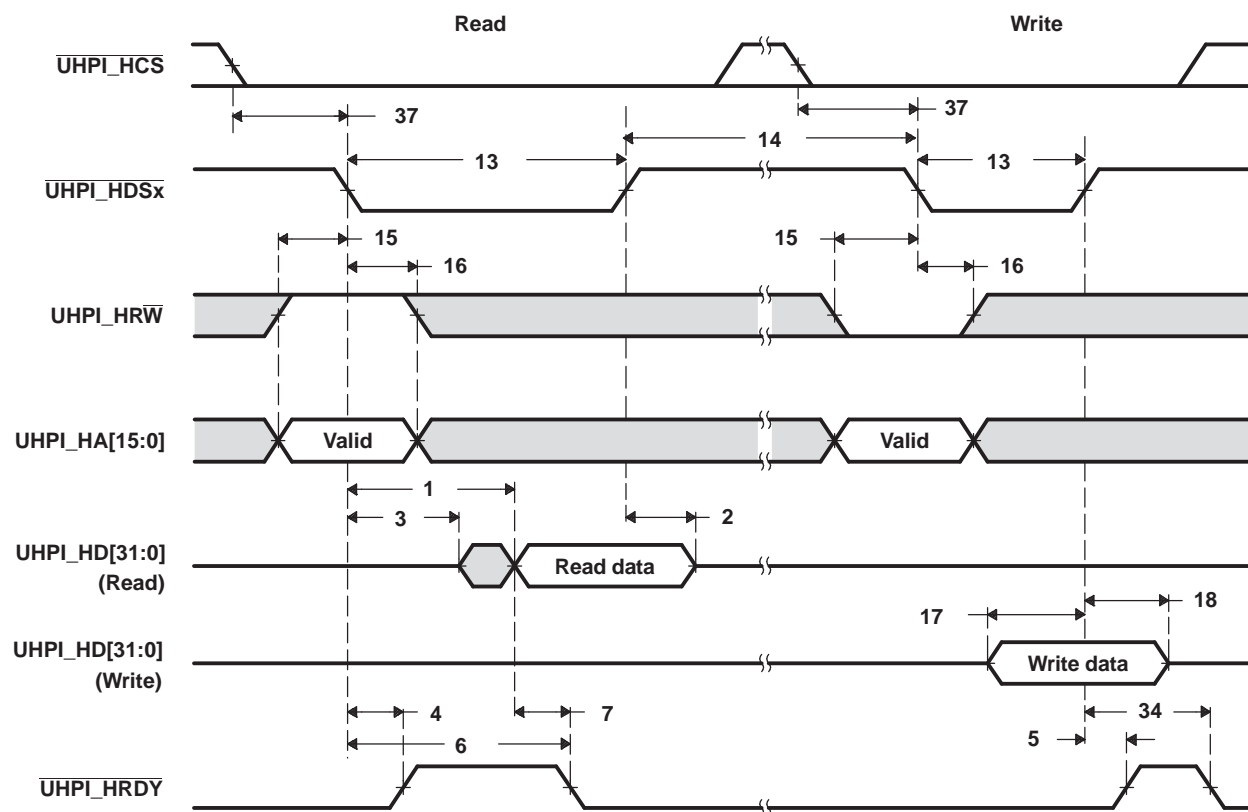 Read Write
UHPI_HCS
37 37
14
13 13
UHPI_HDSx
15 15
16 16
UHPI_HRW
UHPI_HA[15:0] Valid Valid
1
3 2
UHPI_HD[31:0]
(Read)
Read data
18
17
UHPI_HD[31:0]
(Write)
Write data
4 7 34
6 5
UHPI_HRDY